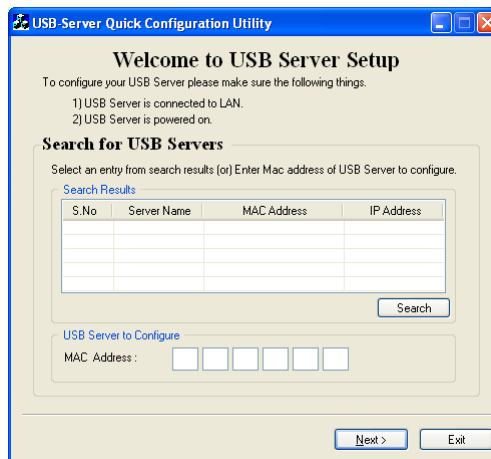 USB-Server Quick Configuration Utility
Welcome to USB Server Setup
To configure your USB Server please make sure the following things.
1) USB Server is connected to LAN.
2) USB Server is powered on.
Search for USB Servers
Select an entry from search results (or) Enter Mac address of USB Server to configure.
Search Results
S.No Server Name MAC Address IP Address
Search
USB Server to Configure
MAC Address :
Next > Exit